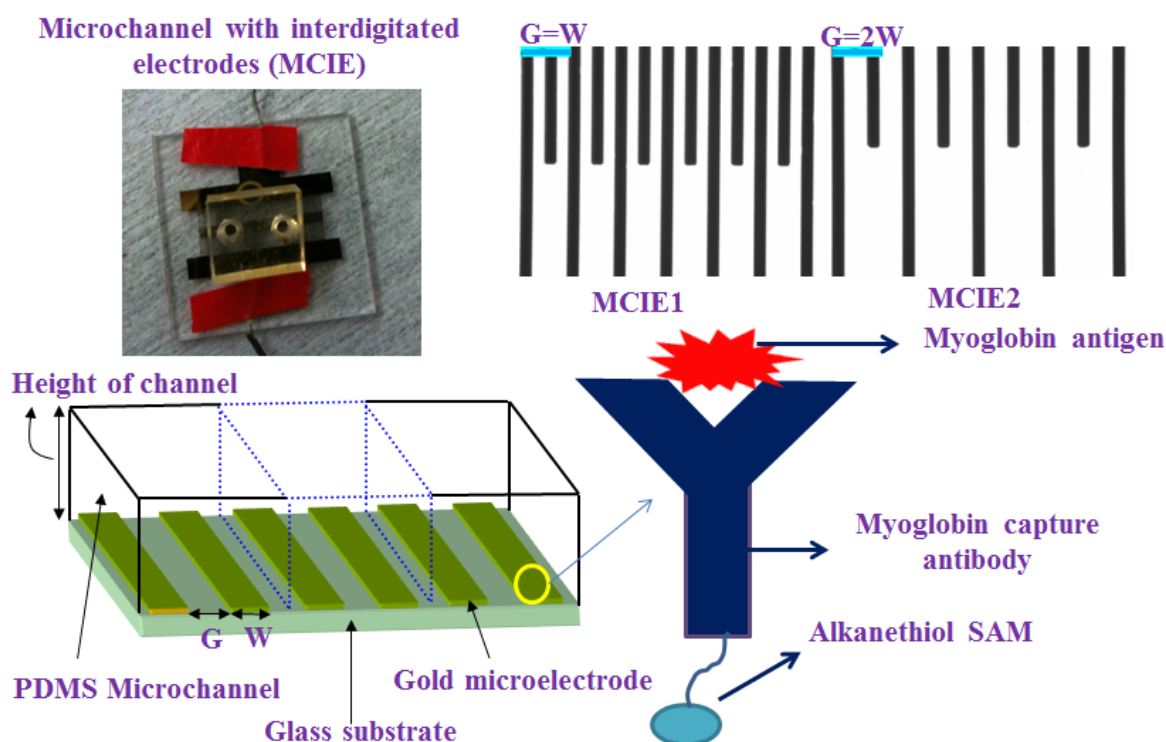 Microchannel with interdigitated
electrodes (MCIE)
G=W
G=2W
MCIE1
MCIE2
Myoglobin antigen
Height of channel
Myoglobin capture
antibody
G
W
Alkanethiol SAM
PDMS Microchannel
Gold microelectrode
Glass substrate